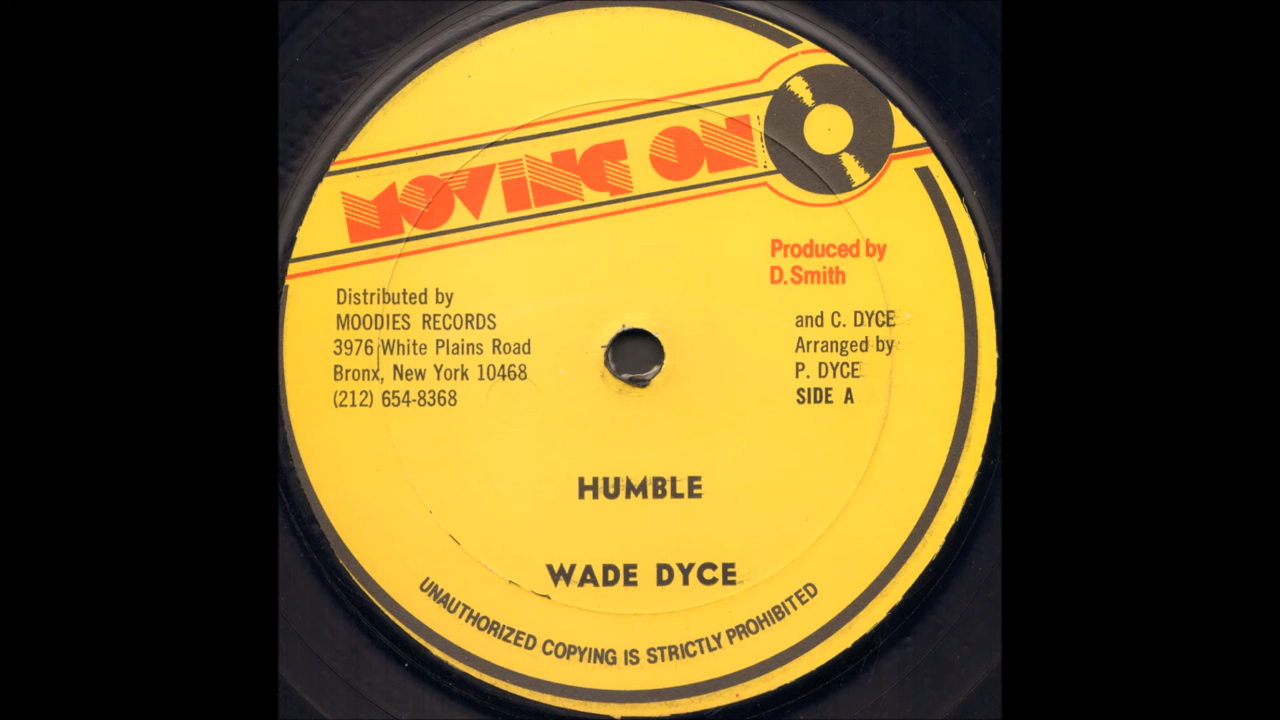 MOVING ON
Produced by
D. Smith
Distributed by
MOODIES RECORDS
3976 White Plains Road
Bronx, New York 10468
(212) 654-8368
and C. DYCE
Arranged by
P. DYCE
SIDE A
HUMBLE
WADE DYCE
UNAUTHORIZED COPYING IS STRICTLY PROHIBITED